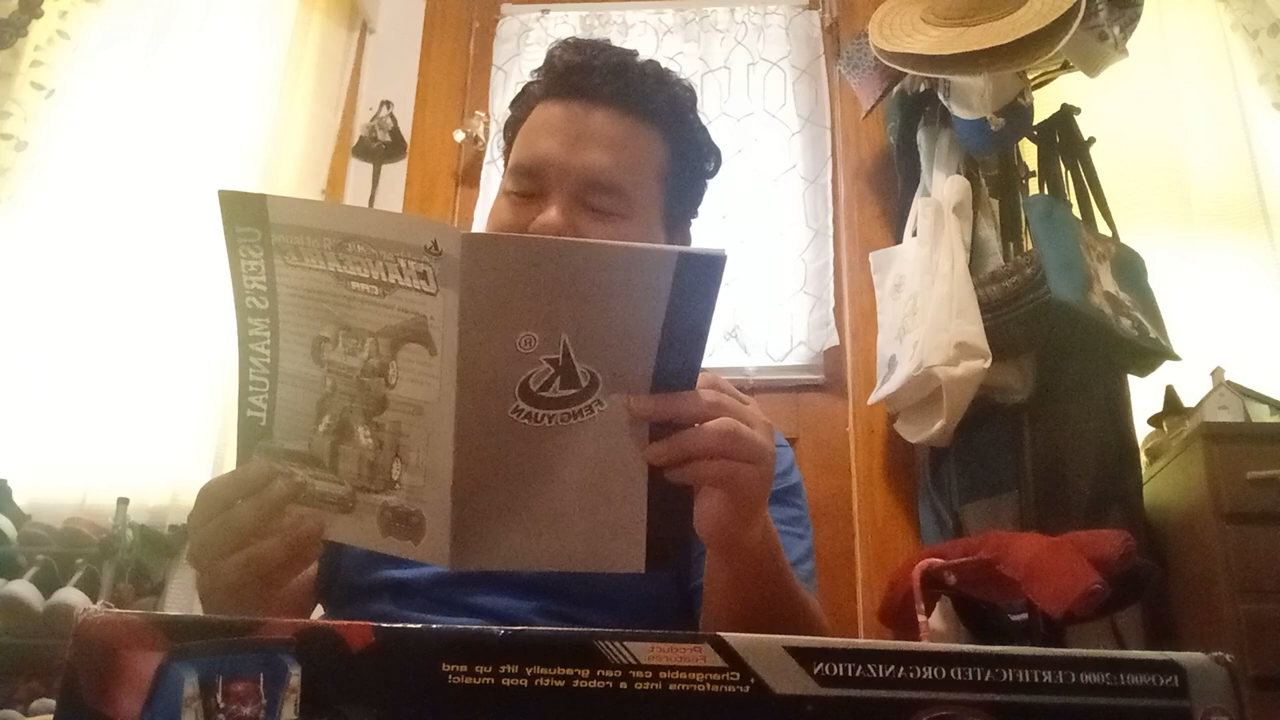 USER'S MANUAL
CHANGEABLE
CAR
®
FENG YUAN
Product
Features
Changeable car can gradually lift up and
transforms into a robot with pop music!
ISO9001:2000 CERTIFICATED ORGANIZATION